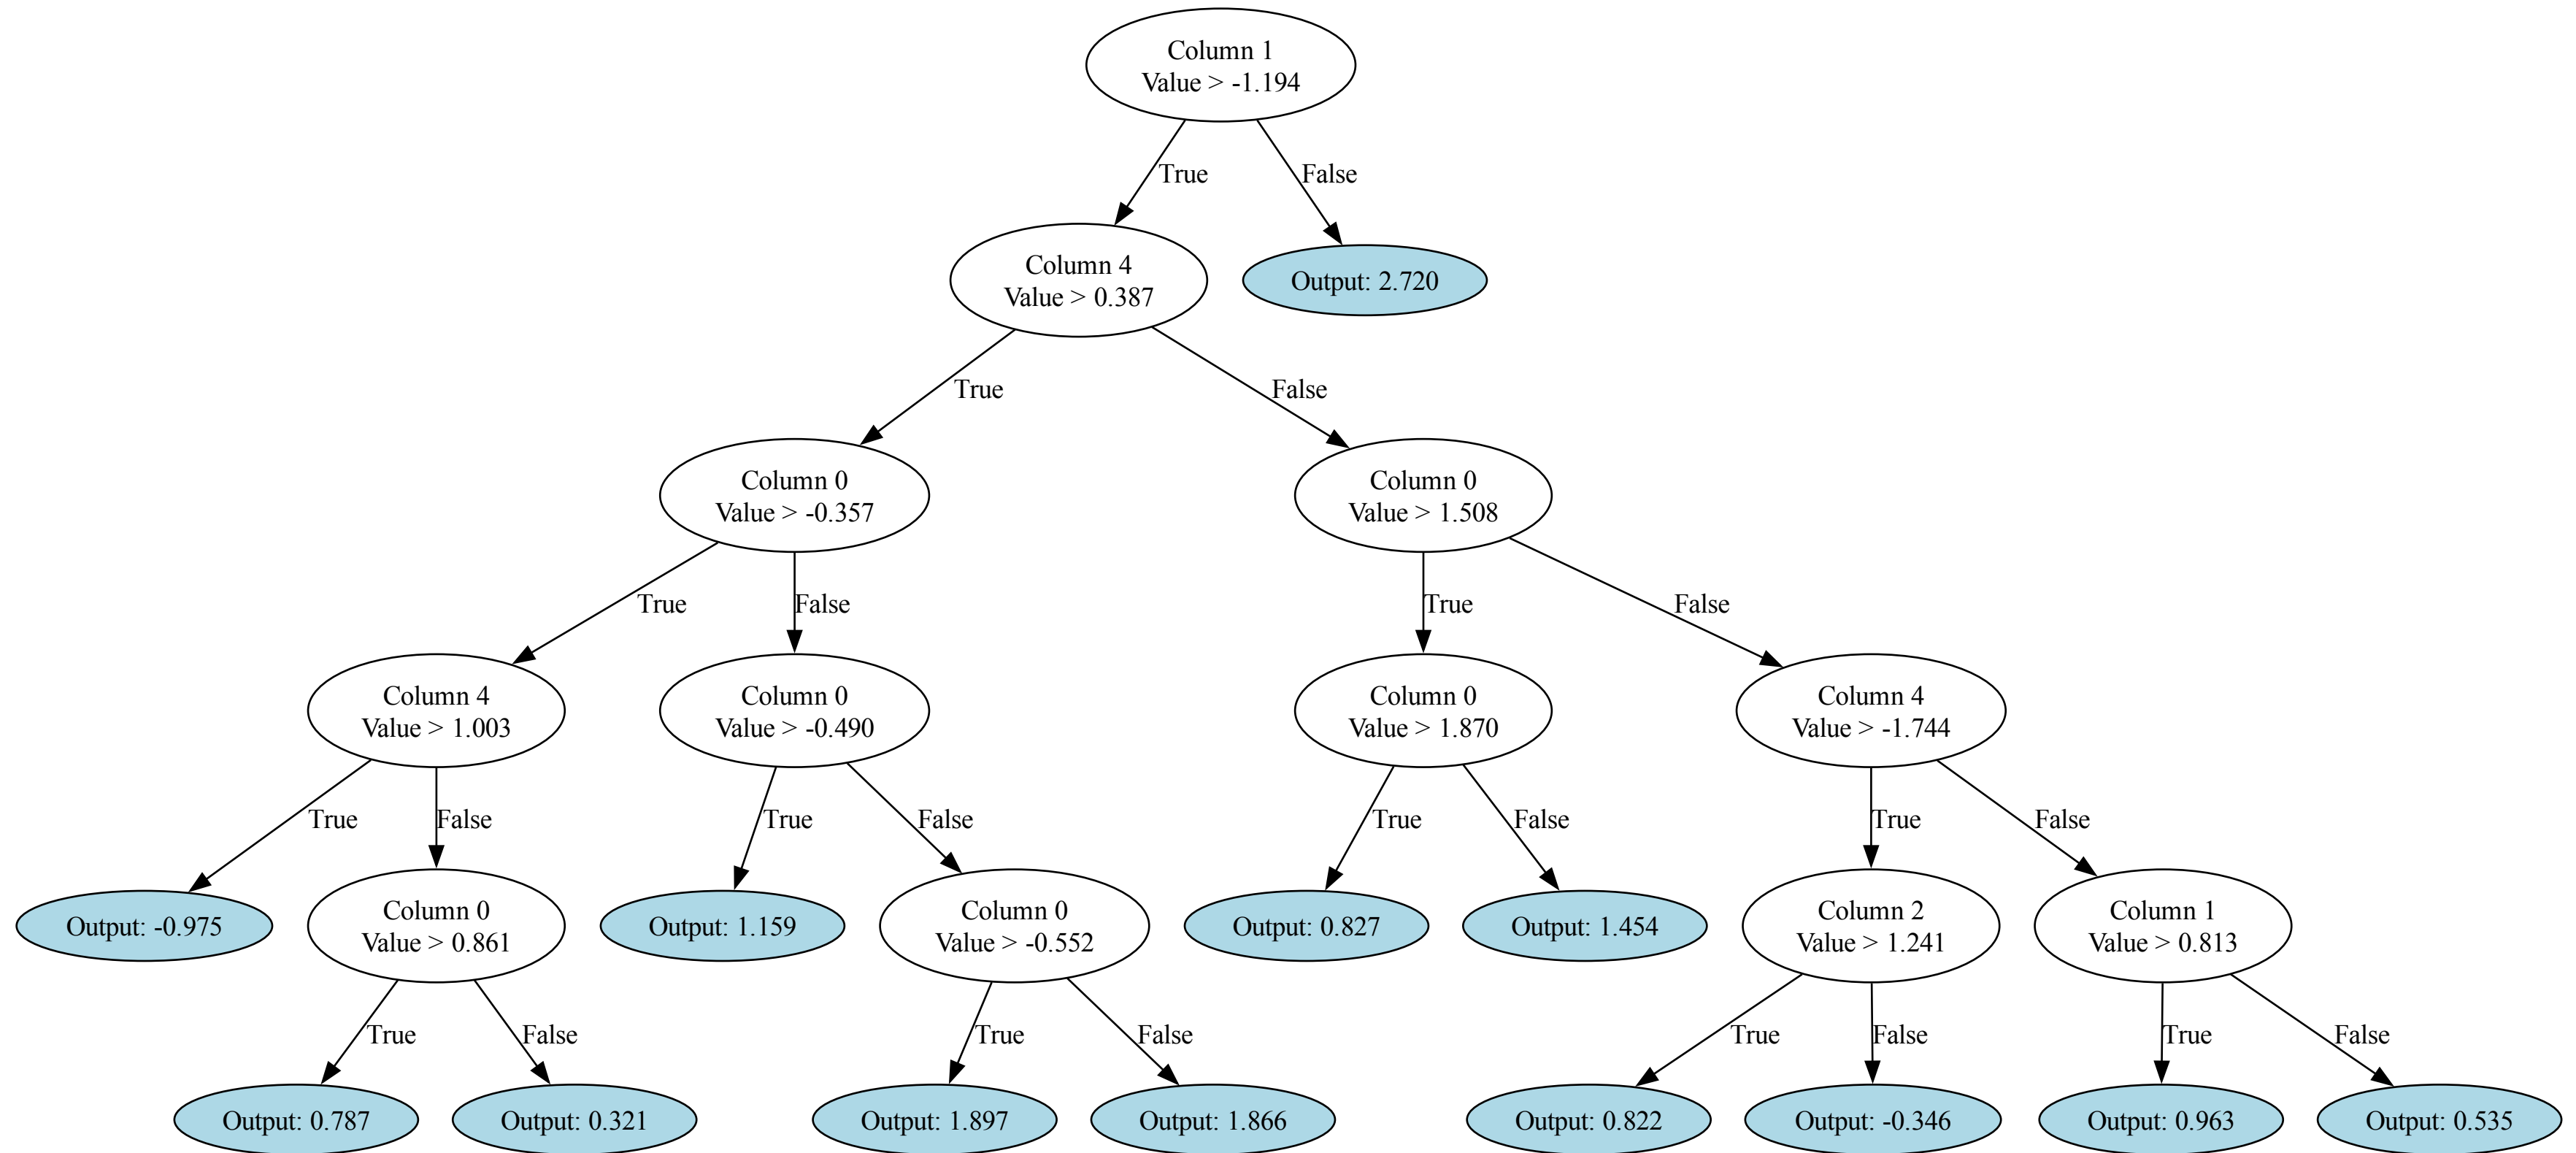 Column 1
Value > -1.194
True
False
Column 4
Value > 0.387
Output: 2.720
True
False
Column 0
Value > -0.357
Column 0
Value > 1.508
True
False
True
False
Column 4
Value > 1.003
Column 0
Value > -0.490
Column 0
Value > 1.870
Column 4
Value > -1.744
True
False
True
False
True
False
True
False
Output: -0.975
Column 0
Value > 0.861
Output: 1.159
Column 0
Value > -0.552
Output: 0.827
Output: 1.454
Column 2
Value > 1.241
Column 1
Value > 0.813
True
False
True
False
True
False
True
False
Output: 0.787
Output: 0.321
Output: 1.897
Output: 1.866
Output: 0.822
Output: -0.346
Output: 0.963
Output: 0.535